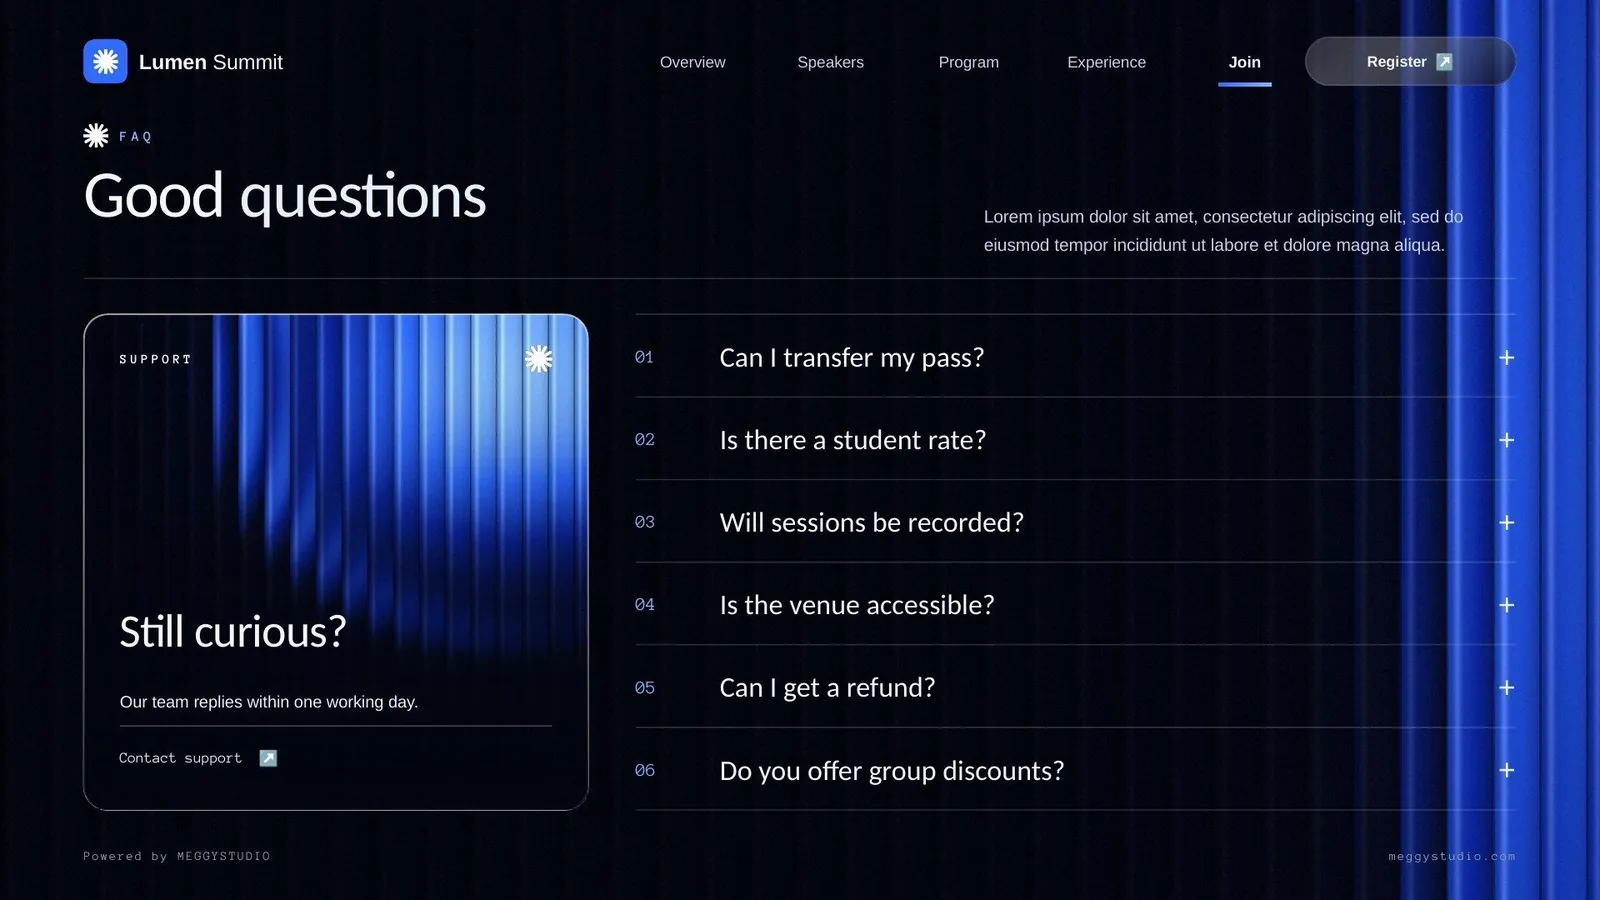 Lumen Summit
Overview
Speakers
Program
Experience
Join
Register ↗
FAQ
Good questions
Lorem ipsum dolor sit amet, consectetur adipiscing elit, sed do
eiusmod tempor incididunt ut labore et dolore magna aliqua.
SUPPORT
Still curious?
Our team replies within one working day.
Contact support ↗
01 Can I transfer my pass? +
02 Is there a student rate? +
03 Will sessions be recorded? +
04 Is the venue accessible? +
05 Can I get a refund? +
06 Do you offer group discounts? +
Powered by MEGGYSTUDIO
meggystudio.com